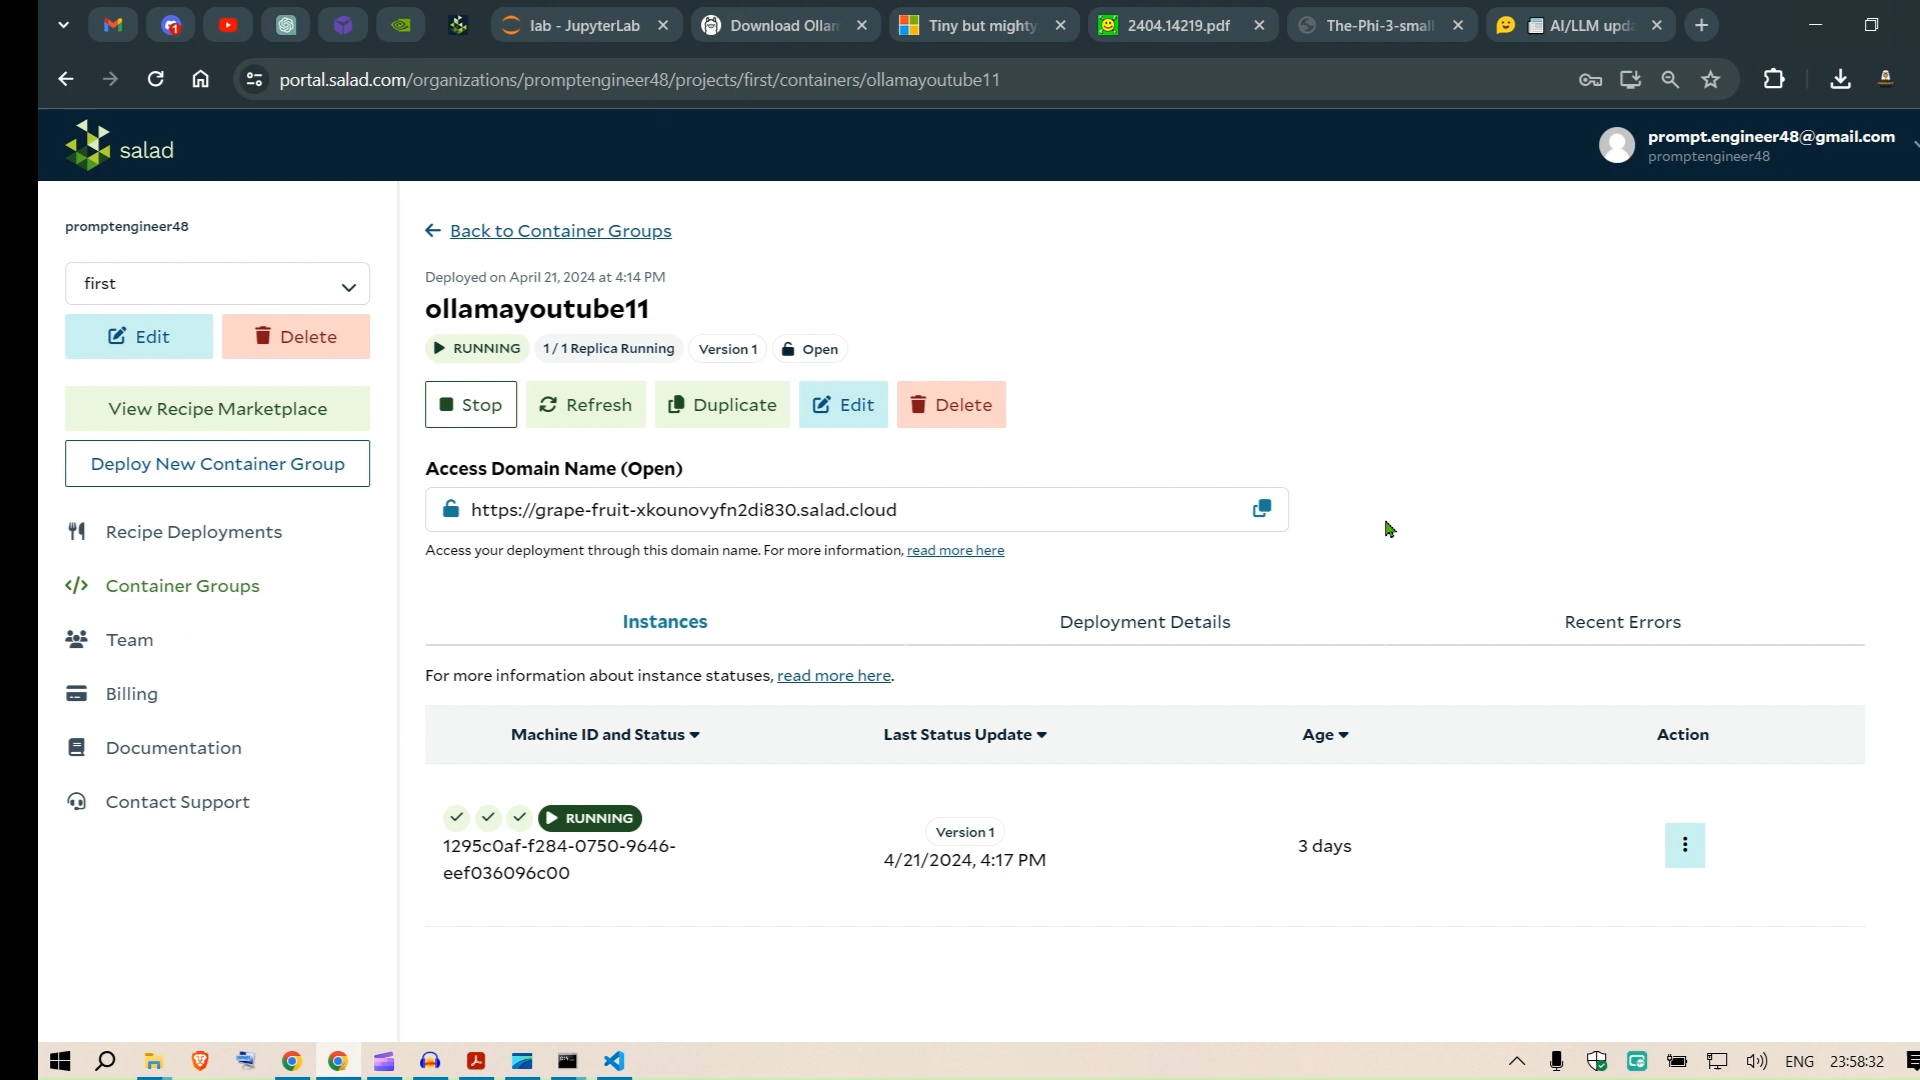 lab - JupyterLab
Download Ollam
Tiny but mighty
2404.14219.pdf
The-Phi-3-small
AI/LLM upda
portal.salad.com/organizations/promptengineer48/projects/first/containers/ollamayoutube11
salad
prompt.engineer48@gmail.com
promptengineer48
promptengineer48
first
Edit
Delete
View Recipe Marketplace
Deploy New Container Group
Recipe Deployments
Container Groups
Team
Billing
Documentation
Contact Support
Back to Container Groups
Deployed on April 21, 2024 at 4:14 PM
ollamayoutube11
RUNNING
1 / 1 Replica Running
Version 1
Open
Stop
Refresh
Duplicate
Edit
Delete
Access Domain Name (Open)
https://grape-fruit-xkounovyfn2di830.salad.cloud
Access your deployment through this domain name. For more information, read more here
Instances
Deployment Details
Recent Errors
For more information about instance statuses, read more here.
Machine ID and Status
Last Status Update
Age
Action
RUNNING
1295c0af-f284-0750-9646-
eef036096c00
Version 1
4/21/2024, 4:17 PM
3 days
ENG
23:58:32